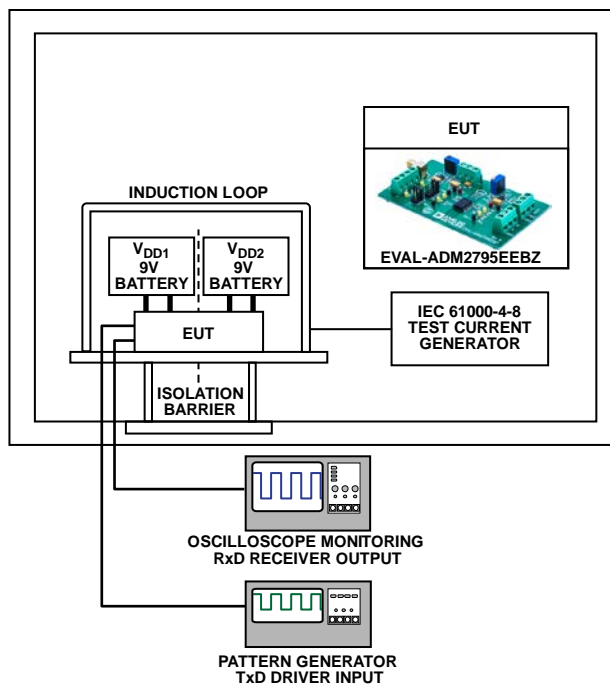 EUT
EVAL-ADM2795EEBZ
INDUCTION LOOP
VDD1
9V
BATTERY
VDD2
9V
BATTERY
EUT
ISOLATION
BARRIER
IEC 61000-4-8
TEST CURRENT
GENERATOR
OSCILLOSCOPE MONITORING
RxD RECEIVER OUTPUT
PATTERN GENERATOR
TxD DRIVER INPUT